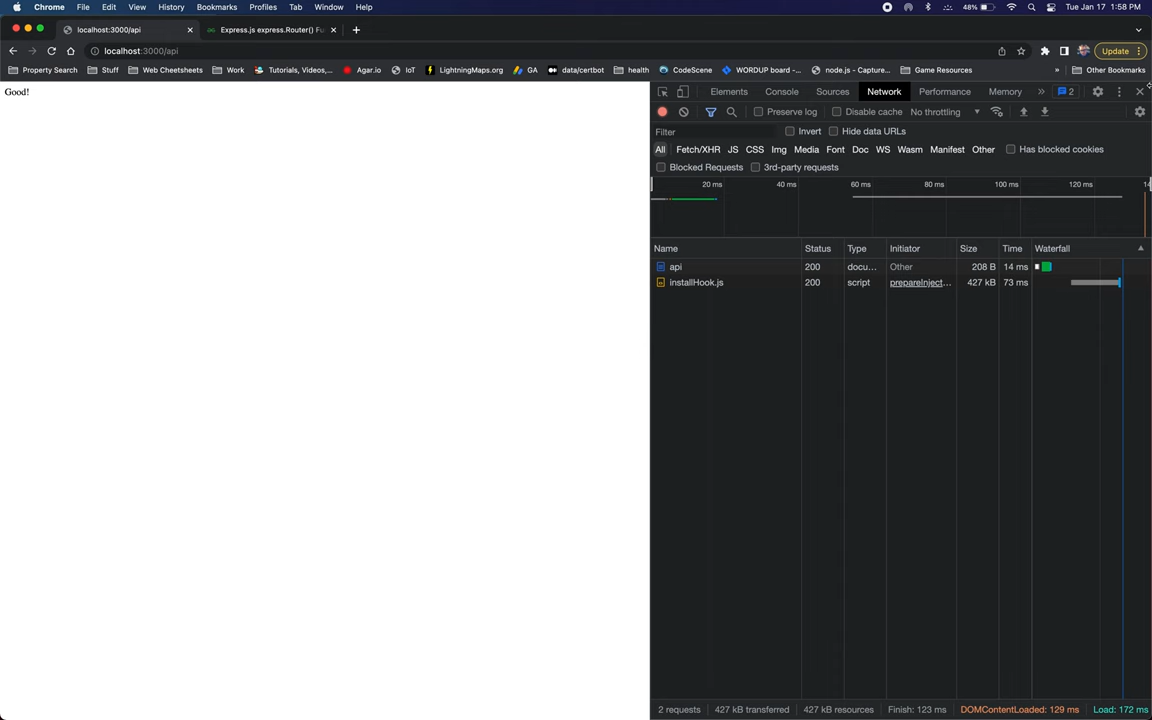 Chrome File Edit View History Bookmarks Profiles Tab Window Help 48% Tue Jan 17 1:58 PM
localhost:3000/api Express.js express.Router() Fu
localhost:3000/api Update
Property Search Stuff Web Cheetsheets Work Tutorials, Videos,... Agar.io IoT LightningMaps.org GA data/certbot health CodeScene WORDUP board -... node.js - Capture... Game Resources » Other Bookmarks
Good!
Elements Console Sources Network Performance Memory » 2
Preserve log Disable cache No throttling
Filter Invert Hide data URLs
All Fetch/XHR JS CSS Img Media Font Doc WS Wasm Manifest Other Has blocked cookies
Blocked Requests 3rd-party requests
20 ms 40 ms 60 ms 80 ms 100 ms 120 ms 14
Name Status Type Initiator Size Time Waterfall
api 200 docu... Other 208 B 14 ms
installHook.js 200 script prepareInject... 427 kB 73 ms
2 requests 427 kB transferred 427 kB resources Finish: 123 ms DOMContentLoaded: 129 ms Load: 172 ms